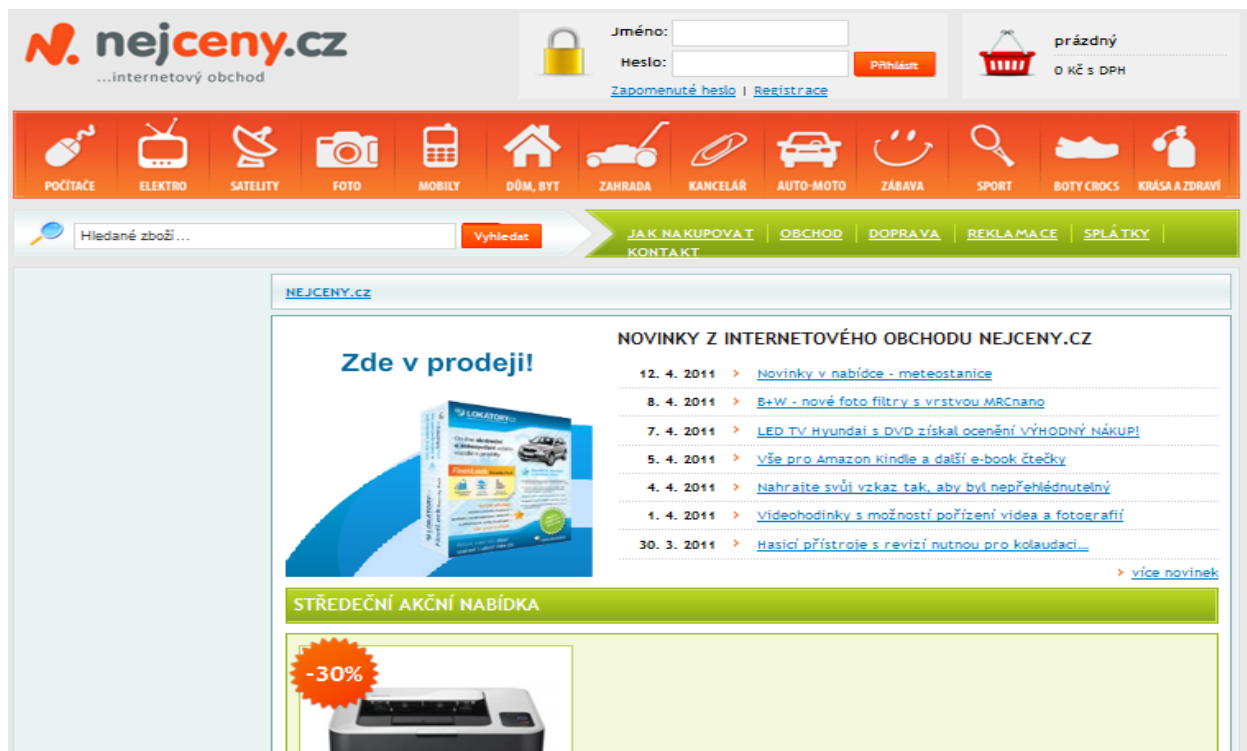 nejceny.cz
...internetový obchod
Jméno:
Heslo:
Přihlásit
Zapomenuté heslo | Registrace
prázdný
0 Kč s DPH
POČÍTAČE ELEKTRO SATELITY FOTO MOBILY DŮM, BYT ZAHRADA KANCELÁŘ AUTO-MOTO ZÁBAVA SPORT BOTY CROCS KRÁSA A ZDRAVÍ
Hledané zboží...
Vyhledat
JAK NAKUPOVAT | OBCHOD | DOPRAVA | REKLAMACE | SPLÁTKY |
KONTAKT
NEJCENY.cz
Zde v prodeji!
LOKATORY.cz
FleetLock
NOVINKY Z INTERNETOVÉHO OBCHODU NEJCENY.CZ
12. 4. 2011 Novinky v nabídce - meteostanice
8. 4. 2011 B+W - nové foto filtry s vrstvou MRCnano
7. 4. 2011 LED TV Hyundai s DVD získal ocenění VÝHODNÝ NÁKUP!
5. 4. 2011 Vše pro Amazon Kindle a další e-book čtečky
4. 4. 2011 Nahrajte svůj vzkaz tak, aby byl nepřehlédnutelný
1. 4. 2011 Videohodinky s možností pořízení videa a fotografií
30. 3. 2011 Hasicí přístroje s revizí nutnou pro kolaudaci...
více novinek
STŘEDEČNÍ AKČNÍ NABÍDKA
-30%